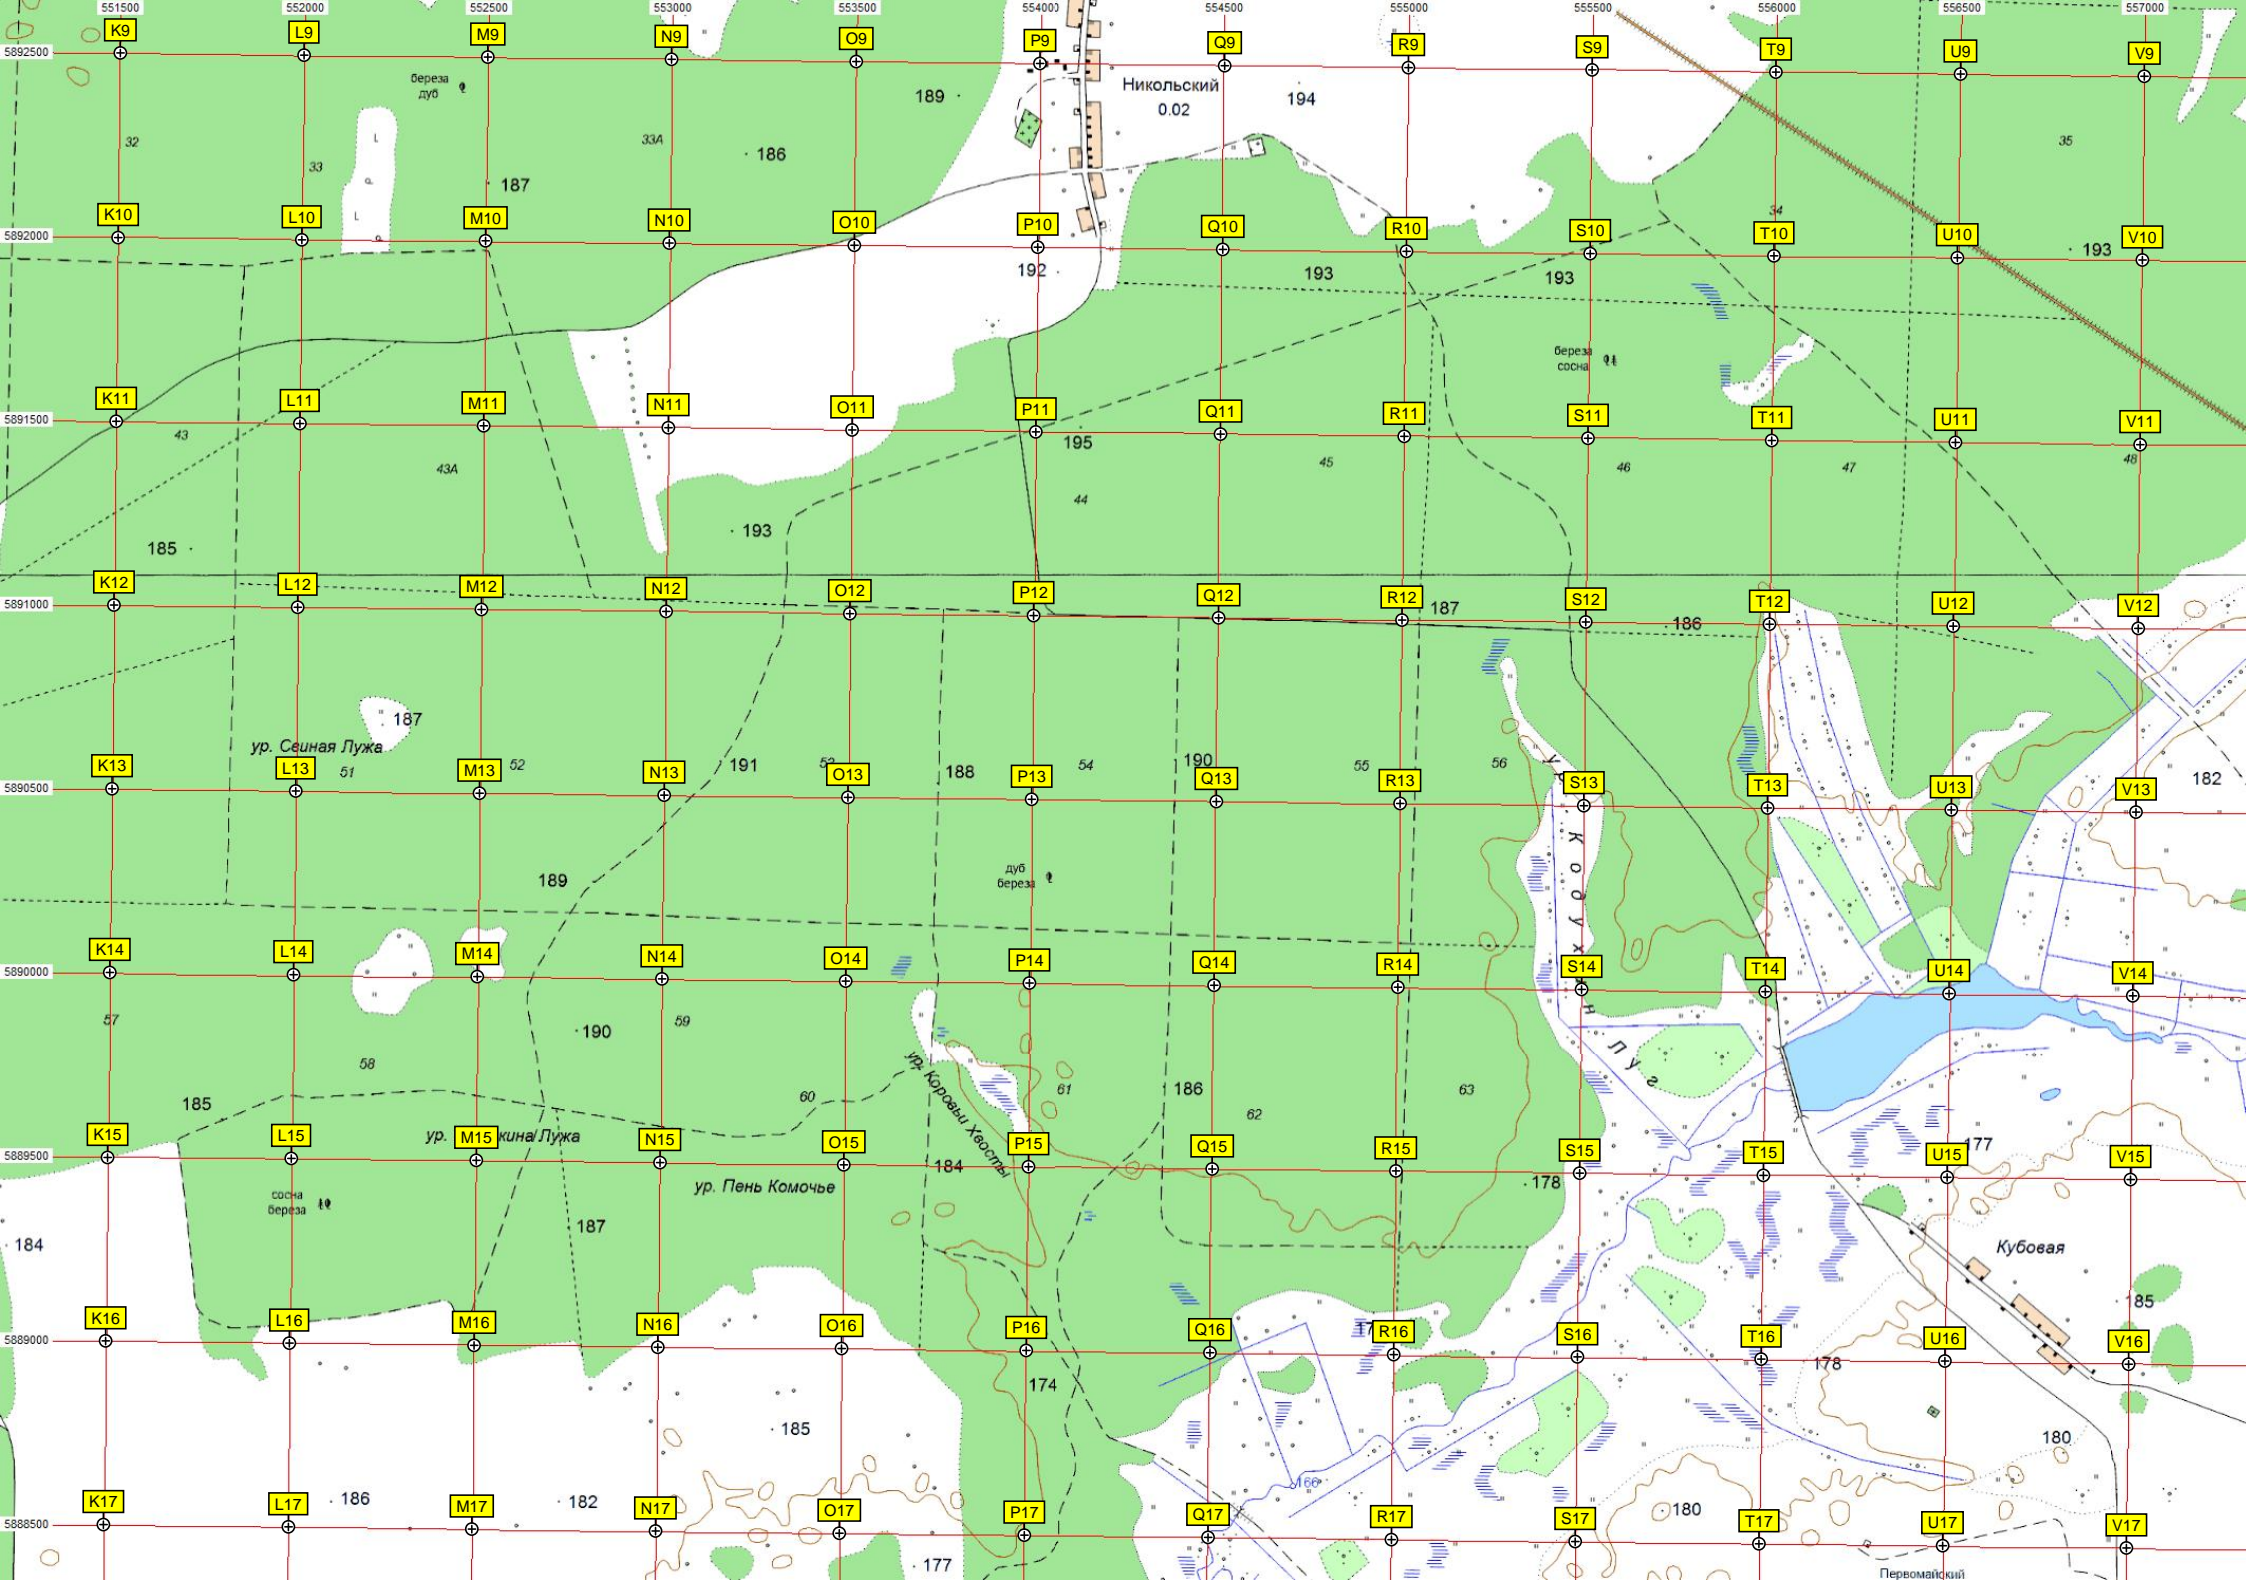 551500 552000 552500 553000 553500 554000 554500 555000 555500 556000 556500 557000
K9 L9 M9 N9 O9 P9 Q9 R9 S9 T9 U9 V9
5892500
береза
дуб
Никольский
0.02
189
194
32
33
33А
186
187
35
34
K10 L10 M10 N10 O10 P10 Q10 R10 S10 T10 U10 V10
5892000
192
193
193
193
береза
сосна
K11 L11 M11 N11 O11 P11 Q11 R11 S11 T11 U11 V11
5891500
43
43А
195
45
46
47
48
44
193
185
K12 L12 M12 N12 O12 P12 Q12 R12 S12 T12 U12 V12
5891000
187
186
187
ур. Свиная Лужа
51
52
191
188
54
190
55
56
182
K13 L13 M13 N13 O13 P13 Q13 R13 S13 T13 U13 V13
5890500
189
дуб
береза
K14 L14 M14 N14 O14 P14 Q14 R14 S14 T14 U14 V14
5890000
57
190
59
58
60
61
186
62
63
Луг
185
ур. Коровьи Хвосты
K15 L15 M15 N15 O15 P15 Q15 R15 S15 T15 U15 V15
5889500
ур. кина Лужа
177
184
ур. Пень Комочье
178
сосна
береза
187
184
Кубовая
185
K16 L16 M16 N16 O16 P16 Q16 R16 S16 T16 U16 V16
5889000
178
174
185
180
166
K17 L17 M17 N17 O17 P17 Q17 R17 S17 T17 U17 V17
5888500
186
182
180
177
Первомайский